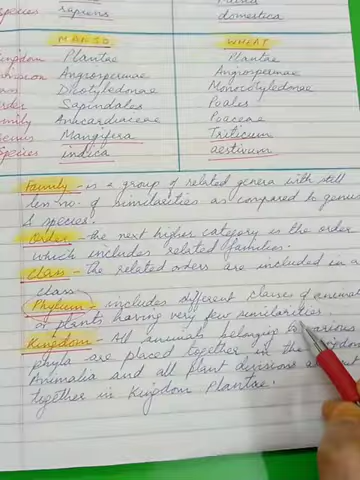 species sapiens domestica
MANGO WHEAT
Kingdom Plantae Plantae
Division Angiospermae Angiospermae
Class Dicotyledonae Monocotyledonae
Order Sapindales Poales
Family Anacardiaceae Poaceae
Genus Mangifera Triticum
Species indica aestivum
Family - is a group of related genera with still
less no. of similarities as compared to genus
& species.
Order - the next higher category is the order
which includes related families.
Class - the related orders are included in a
class
Phylum - includes different classes of animals
or plants having very few similarities.
Kingdom - All animals belonging to various
phyla are placed together in the Kingdom
Animalia and all plant divisions are put
together in Kingdom Plantae.